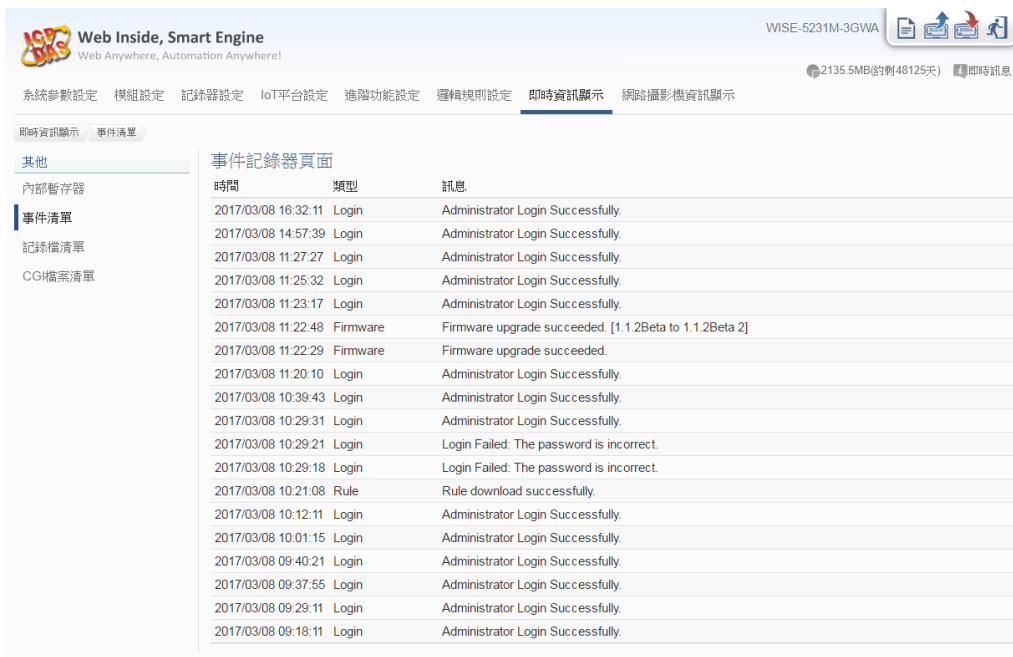 ICP DAS
Web Inside, Smart Engine
Web Anywhere, Automation Anywhere!
WISE-5231M-3GWA
2135.5MB(約剩48125天) 即時訊息
系統參數設定 模組設定 記錄器設定 IoT平台設定 進階功能設定 邏輯規則設定 即時資訊顯示 網路攝影機資訊顯示
即時資訊顯示 事件清單
其他
內部暫存器
事件清單
記錄檔清單
CGI檔案清單
事件記錄器頁面
時間 類型 訊息
2017/03/08 16:32:11 Login Administrator Login Successfully.
2017/03/08 14:57:39 Login Administrator Login Successfully.
2017/03/08 11:27:27 Login Administrator Login Successfully.
2017/03/08 11:25:32 Login Administrator Login Successfully.
2017/03/08 11:23:17 Login Administrator Login Successfully.
2017/03/08 11:22:48 Firmware Firmware upgrade succeeded. [1.1.2Beta to 1.1.2Beta 2]
2017/03/08 11:22:29 Firmware Firmware upgrade succeeded.
2017/03/08 11:20:10 Login Administrator Login Successfully.
2017/03/08 10:39:43 Login Administrator Login Successfully.
2017/03/08 10:29:31 Login Administrator Login Successfully.
2017/03/08 10:29:21 Login Login Failed: The password is incorrect.
2017/03/08 10:29:18 Login Login Failed: The password is incorrect.
2017/03/08 10:21:08 Rule Rule download successfully.
2017/03/08 10:12:11 Login Administrator Login Successfully.
2017/03/08 10:01:15 Login Administrator Login Successfully.
2017/03/08 09:40:21 Login Administrator Login Successfully.
2017/03/08 09:37:55 Login Administrator Login Successfully.
2017/03/08 09:29:11 Login Administrator Login Successfully.
2017/03/08 09:18:11 Login Administrator Login Successfully.